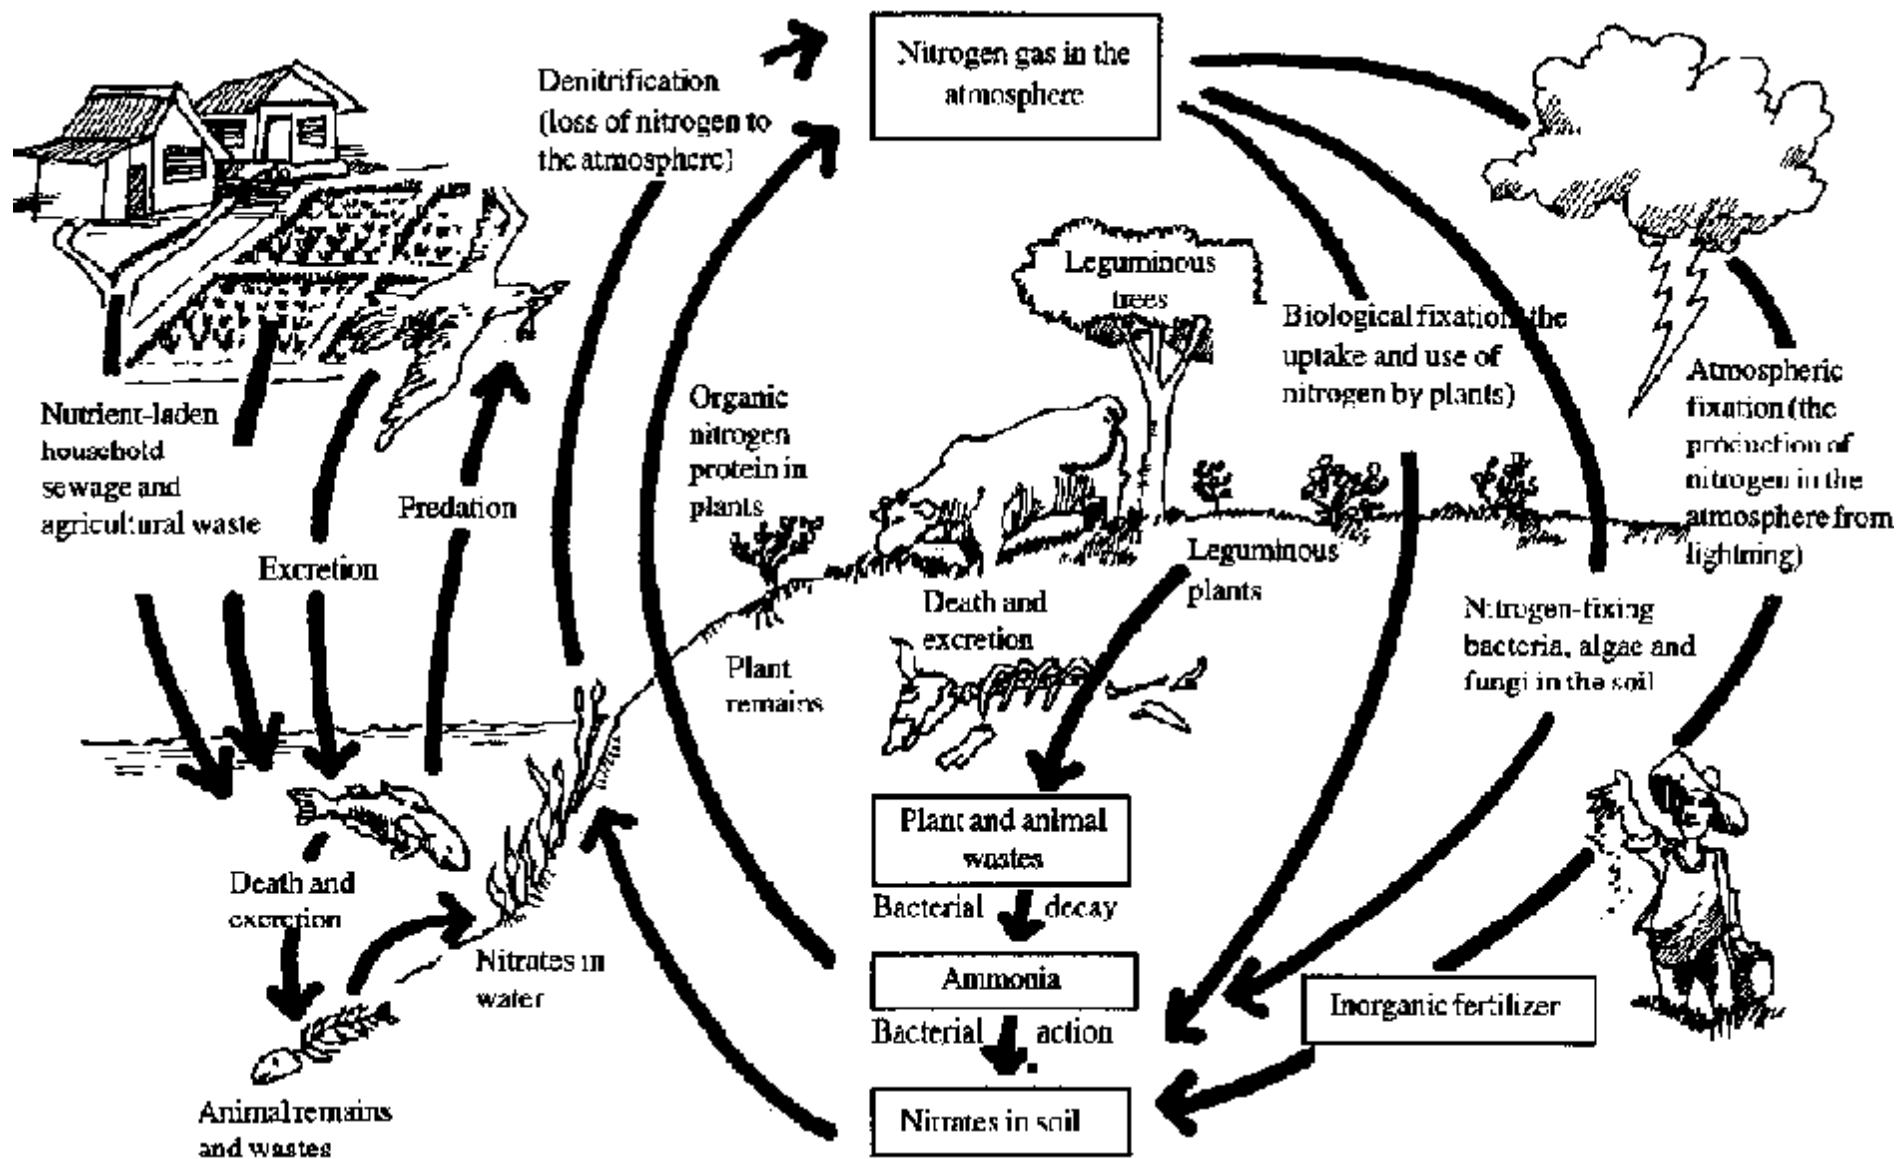 Nitrogen gas in the
atmosphere
Denitrification
(loss of nitrogen to
the atmosphere)
Leguminous
trees
Biological fixation (the
uptake and use of
nitrogen by plants)
Atmospheric
fixation (the
production of
nitrogen in the
atmosphere from
lightning)
Nutrient-laden
household
sewage and
agricultural waste
Organic
nitrogen
protein in
plants
Predation
Excretion
Leguminous
plants
Death and
excretion
Nitrogen-fixing
bacteria, algae and
fungi in the soil
Plant
remains
Plant and animal
wastes
Bacterial decay
Death and
excretion
Nitrates in
water
Ammonia
Inorganic fertilizer
Bacterial action
Animal remains
and wastes
Nitrates in soil